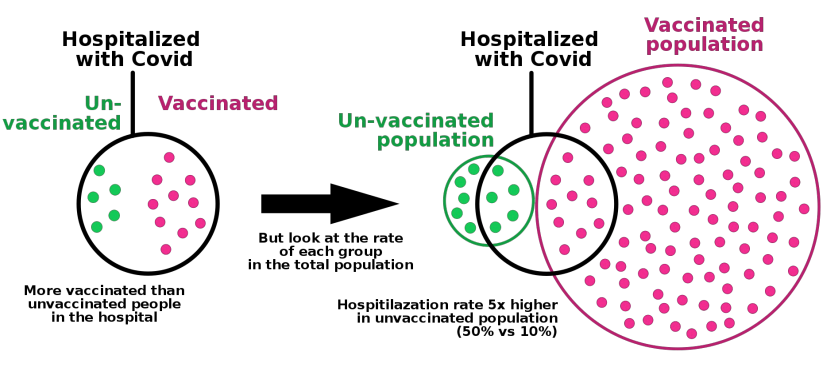 Hospitalized
with Covid
Un-
vaccinated
Vaccinated
More vaccinated than
unvaccinated people
in the hospital
But look at the rate
of each group
in the total population
Hospitalized
with Covid
Vaccinated
population
Un-vaccinated
population
Hospitilazation rate 5x higher
in unvaccinated population
(50% vs 10%)